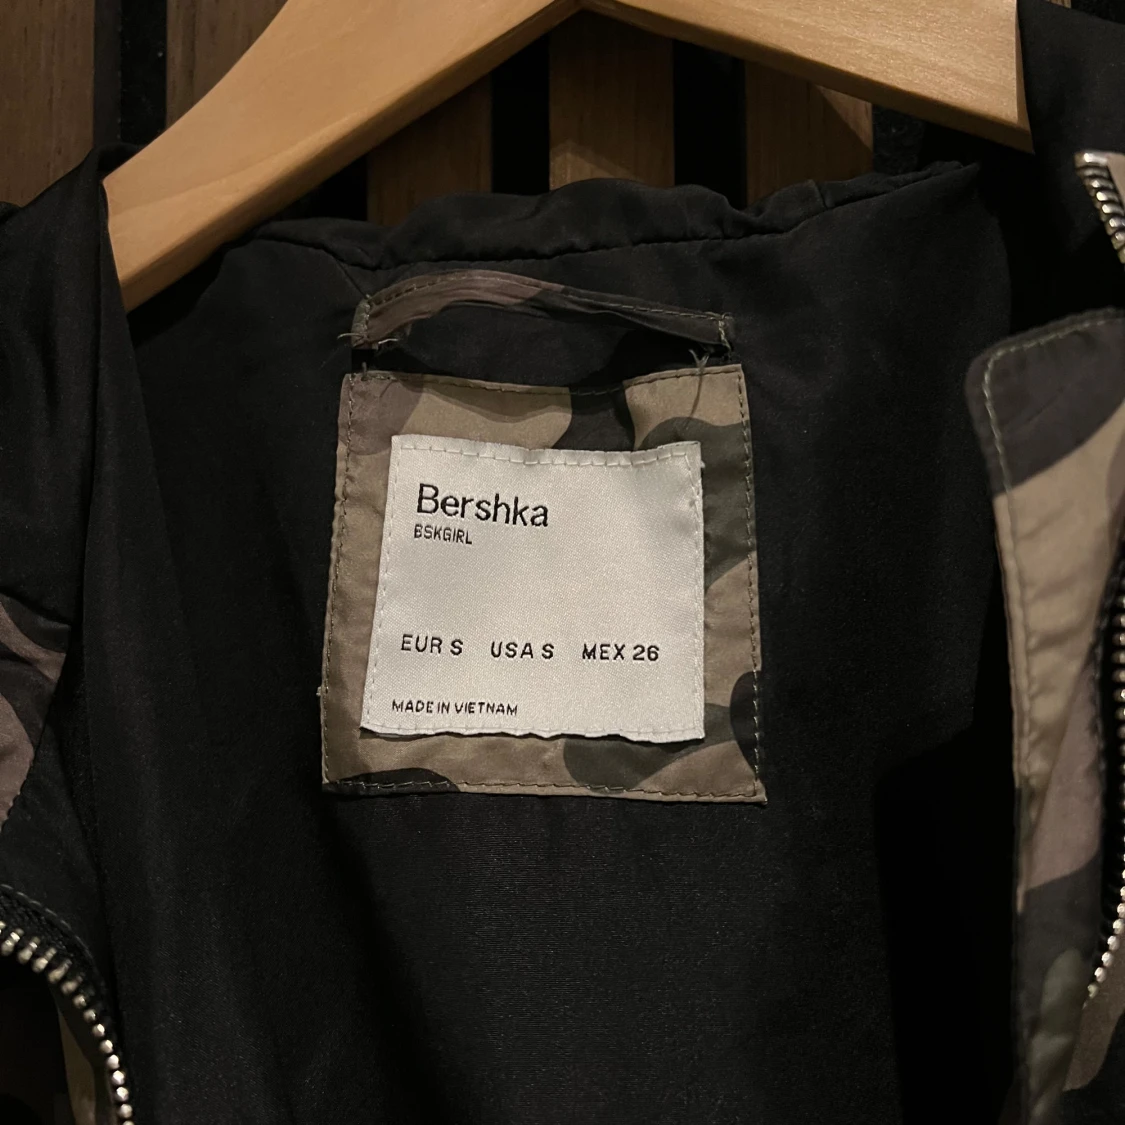 Bershka
BSKGIRL
EUR S USA S MEX 26
MADE IN VIETNAM